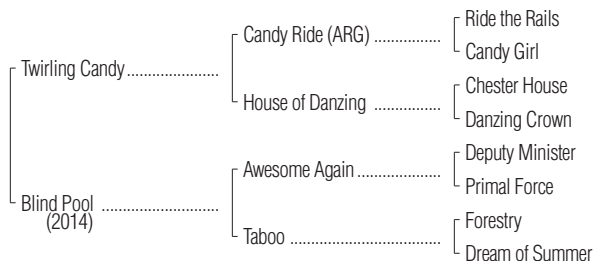 Ride the Rails
Candy Ride (ARG) ..................
Candy Girl
Twirling Candy ........................
Chester House
House of Danzing ..................
Danzing Crown
Deputy Minister
Awesome Again ......................
Primal Force
Blind Pool ................................
(2014)
Forestry
Taboo ........................................
Dream of Summer